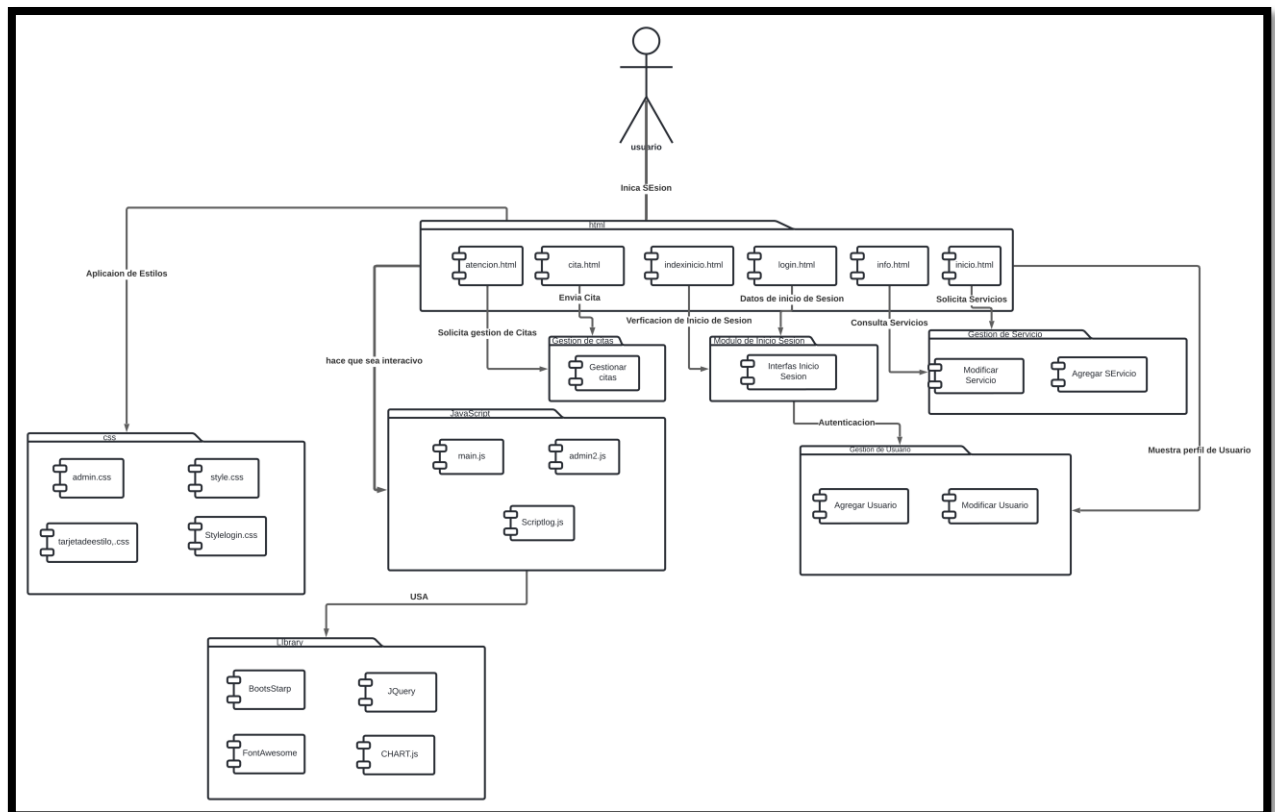 usuario
Inica SEsion
html
atencion.html
cita.html
indexinicio.html
login.html
info.html
inicio.html
Aplicaion de Estilos
Envia Cita
Datos de inicio de Sesion
Solicita Servicios
Solicita gestion de Citas
Verficacion de Inicio de Sesion
Consulta Servicios
hace que sea interacivo
Gestion de citas
Gestionar
citas
Modulo de Inicio Sesion
Interfas Inicio
Sesion
Gestion de Servicio
Modificar
Servicio
Agregar SErvicio
Autenticacion
Muestra perfil de Usuario
JavaScript
main.js
admin2.js
Scriptlog.js
Gestion de Usuario
Agregar Usuario
Modificar Usuario
css
admin.css
style.css
tarjetadeestilo,.css
Stylelogin.css
USA
LIbrary
BootsStarp
JQuery
FontAwesome
CHART.js